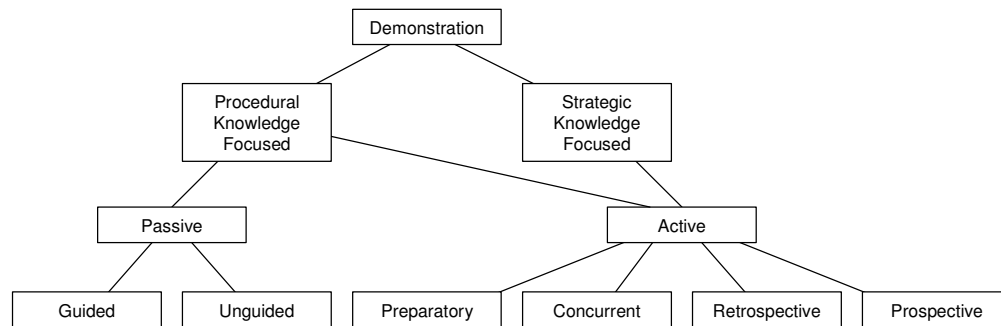 Demonstration
Procedural
Knowledge
Focused
Strategic
Knowledge
Focused
Passive
Active
Guided
Unguided
Preparatory
Concurrent
Retrospective
Prospective